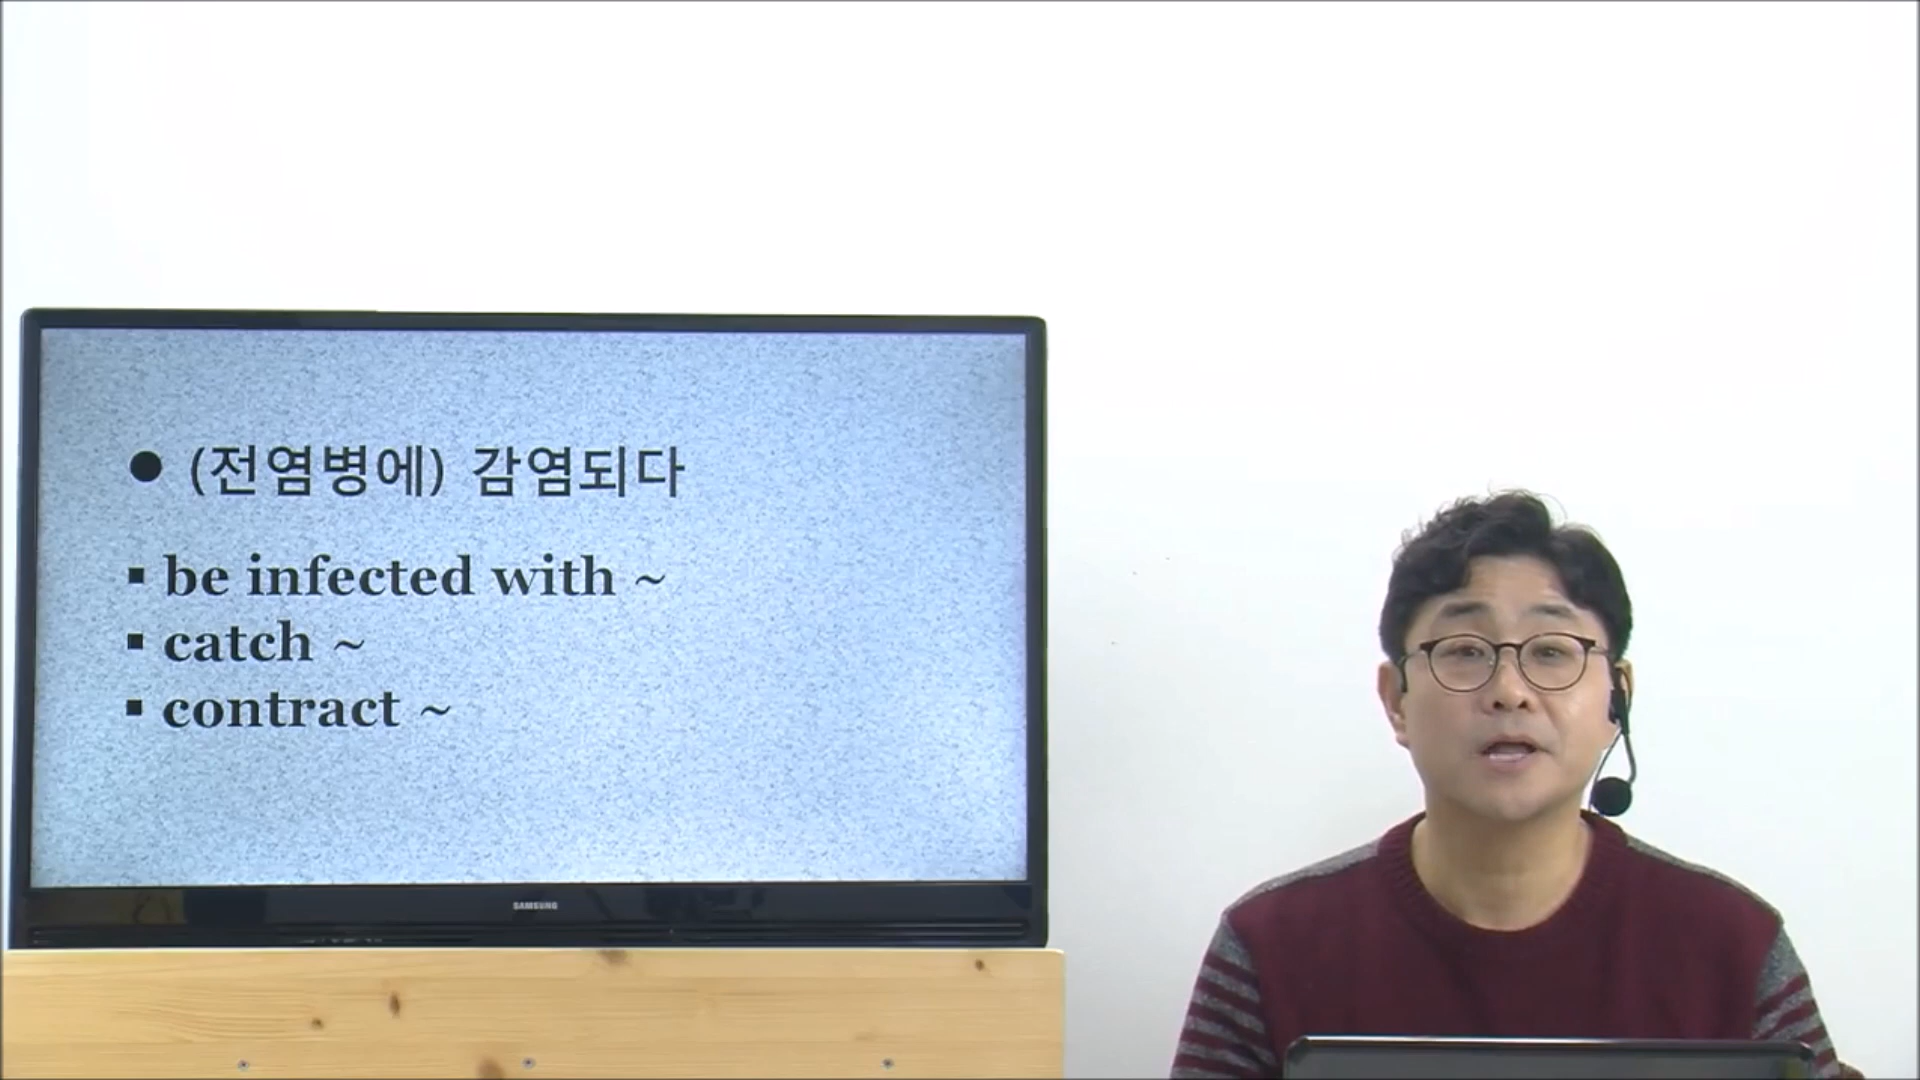 ● (전염병에) 감염되다
▪ be infected with ~
▪ catch ~
▪ contract ~
SAMSUNG